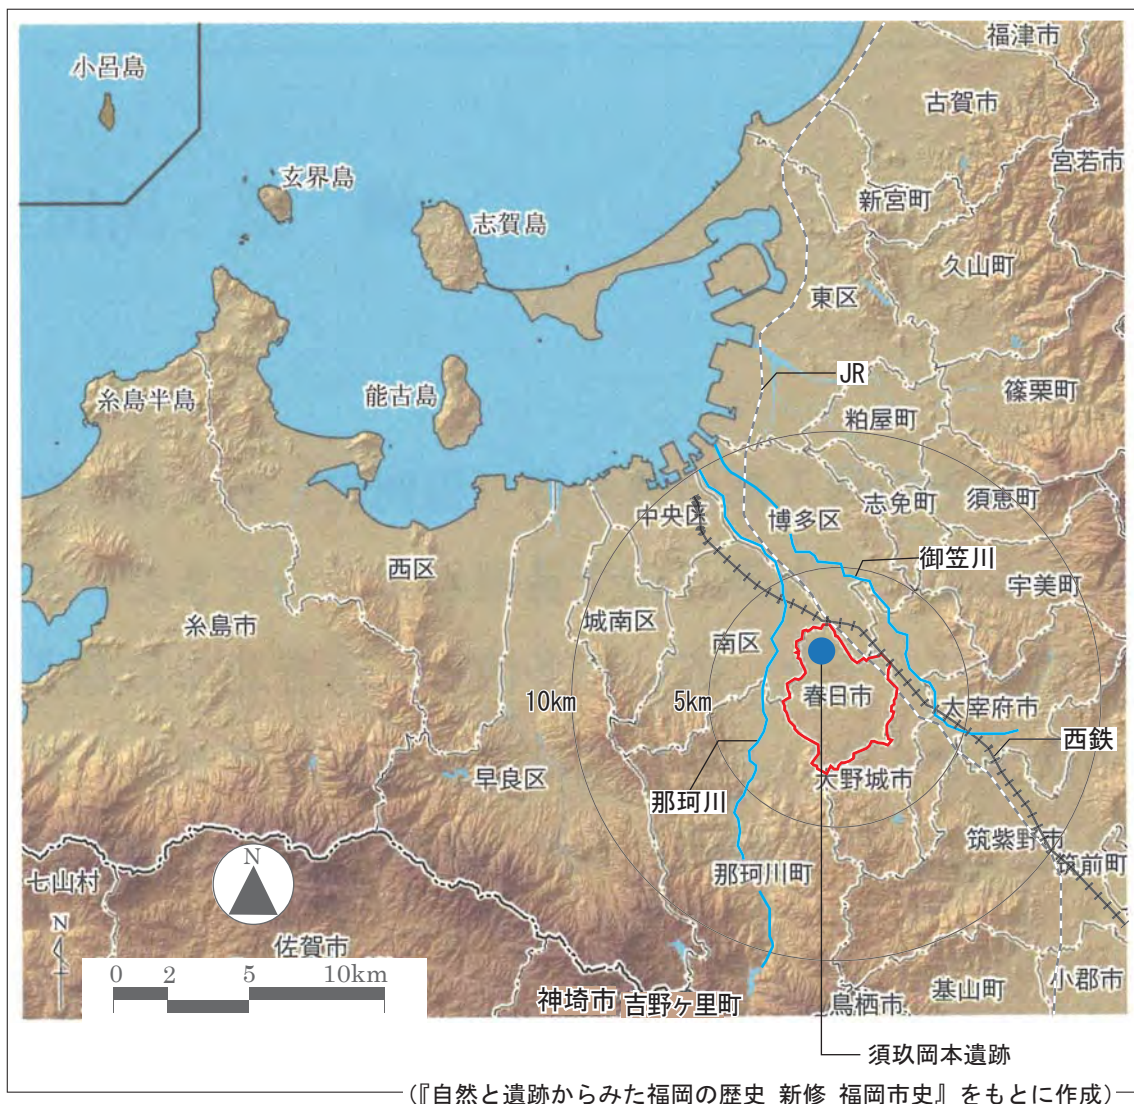 福津市
小呂島
古賀市
宮若市
玄界島
新宮町
志賀島
久山町
東区
JR
篠栗町
糸島半島
能古島
粕屋町
志免町
須恵町
中央区
博多区
御笠川
西区
宇美町
城南区
糸島市
南区
10km
5km
春日市
太宰府市
西鉄
早良区
大野城市
那珂川
筑紫野市
筑前町
N
那珂川町
七山村
N
佐賀市
0 2 5 10km
神埼市
吉野ヶ里町
鳥栖市
基山町
小郡市
須玖岡本遺跡
(『自然と遺跡からみた福岡の歴史 新修 福岡市史』をもとに作成)